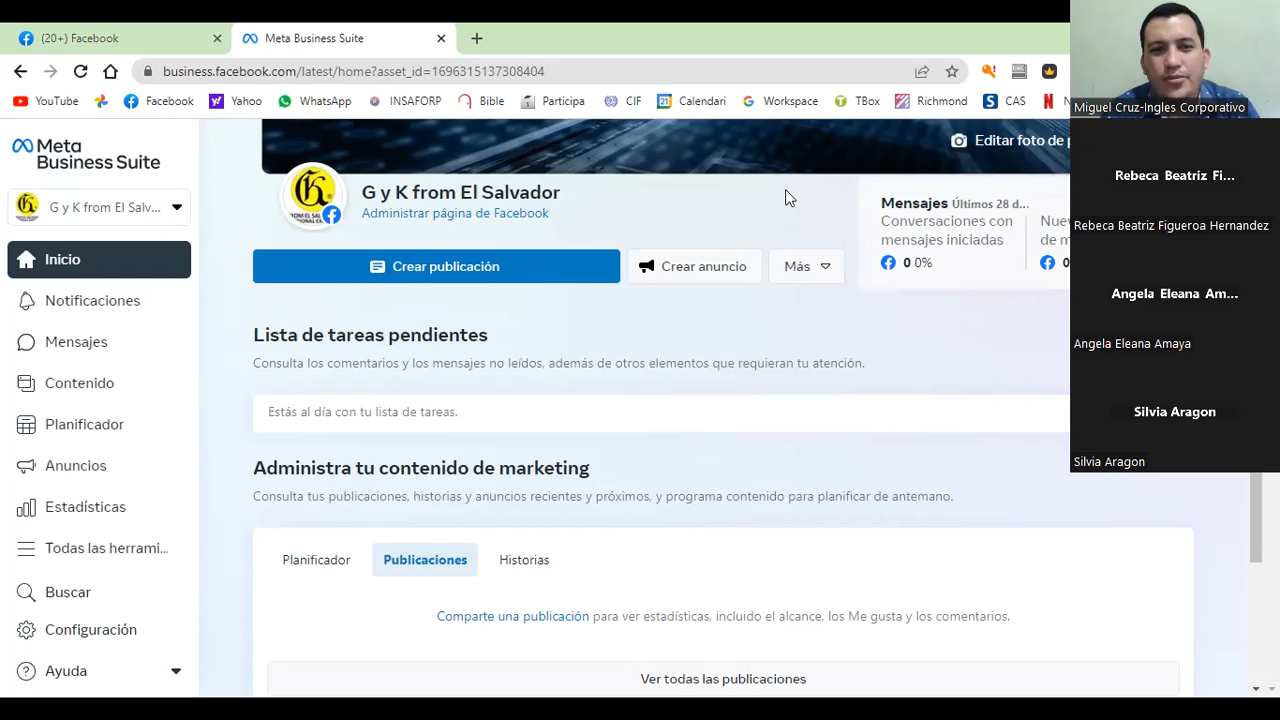 (20+) Facebook
Meta Business Suite
business.facebook.com/latest/home?asset_id=1696315137308404
YouTube
Facebook
Yahoo
WhatsApp
INSAFORP
Bible
Participa
CIF
Calendari
Workspace
TBox
Richmond
CAS
Meta
Business Suite
G y K from El Salv...
Inicio
Notificaciones
Mensajes
Contenido
Planificador
Anuncios
Estadísticas
Todas las herrami...
Buscar
Configuración
Ayuda
Editar foto de p
G y K from El Salvador
Administrar página de Facebook
Crear publicación
Crear anuncio
Más
Mensajes Últimos 28 d...
Conversaciones con
mensajes iniciadas
0 0%
Nue
de m
0
Lista de tareas pendientes
Consulta los comentarios y los mensajes no leídos, además de otros elementos que requieran tu atención.
Estás al día con tu lista de tareas.
Administra tu contenido de marketing
Consulta tus publicaciones, historias y anuncios recientes y próximos, y programa contenido para planificar de antemano.
Planificador
Publicaciones
Historias
Comparte una publicación para ver estadísticas, incluido el alcance, los Me gusta y los comentarios.
Ver todas las publicaciones
Miguel Cruz-Ingles Corporativo
Rebeca Beatriz Fi...
Rebeca Beatriz Figueroa Hernandez
Angela Eleana Am...
Angela Eleana Amaya
Silvia Aragon
Silvia Aragon